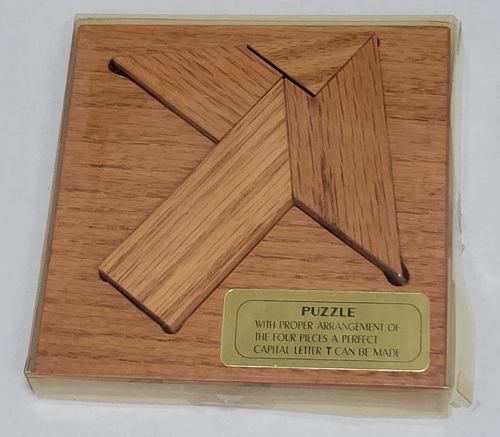 PUZZLE
WITH PROPER ARRANGEMENT OF
THE FOUR PIECES A PERFECT
CAPITAL LETTER T CAN BE MADE